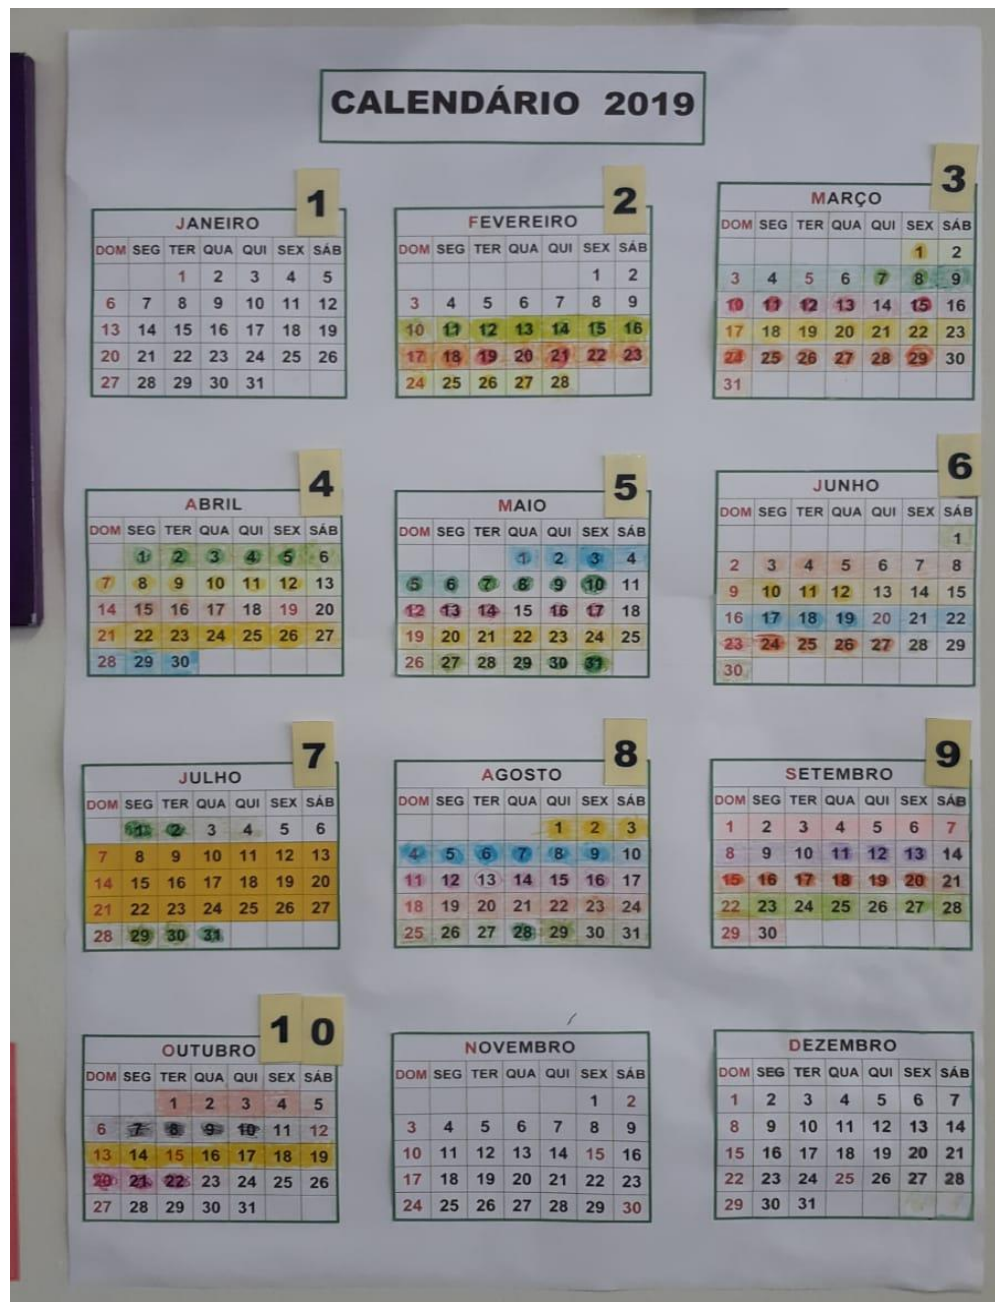 CALENDÁRIO 2019
1
JANEIRO
DOM SEG TER QUA QUI SEX SÁB
1 2 3 4 5
6 7 8 9 10 11 12
13 14 15 16 17 18 19
20 21 22 23 24 25 26
27 28 29 30 31
2
FEVEREIRO
DOM SEG TER QUA QUI SEX SÁB
1 2
3 4 5 6 7 8 9
10 11 12 13 14 15 16
17 18 19 20 21 22 23
24 25 26 27 28
3
MARÇO
DOM SEG TER QUA QUI SEX SÁB
1 2
3 4 5 6 7 8 9
10 11 12 13 14 15 16
17 18 19 20 21 22 23
24 25 26 27 28 29 30
31
4
ABRIL
DOM SEG TER QUA QUI SEX SÁB
1 2 3 4 5 6
7 8 9 10 11 12 13
14 15 16 17 18 19 20
21 22 23 24 25 26 27
28 29 30
5
MAIO
DOM SEG TER QUA QUI SEX SÁB
1 2 3 4
5 6 7 8 9 10 11
12 13 14 15 16 17 18
19 20 21 22 23 24 25
26 27 28 29 30 31
6
JUNHO
DOM SEG TER QUA QUI SEX SÁB
1
2 3 4 5 6 7 8
9 10 11 12 13 14 15
16 17 18 19 20 21 22
23 24 25 26 27 28 29
30
7
JULHO
DOM SEG TER QUA QUI SEX SÁB
1 2 3 4 5 6
7 8 9 10 11 12 13
14 15 16 17 18 19 20
21 22 23 24 25 26 27
28 29 30 31
8
AGOSTO
DOM SEG TER QUA QUI SEX SÁB
1 2 3
4 5 6 7 8 9 10
11 12 13 14 15 16 17
18 19 20 21 22 23 24
25 26 27 28 29 30 31
9
SETEMBRO
DOM SEG TER QUA QUI SEX SÁB
1 2 3 4 5 6 7
8 9 10 11 12 13 14
15 16 17 18 19 20 21
22 23 24 25 26 27 28
29 30
1 0
OUTUBRO
DOM SEG TER QUA QUI SEX SÁB
1 2 3 4 5
6 7 8 9 10 11 12
13 14 15 16 17 18 19
20 21 22 23 24 25 26
27 28 29 30 31
NOVEMBRO
DOM SEG TER QUA QUI SEX SÁB
1 2
3 4 5 6 7 8 9
10 11 12 13 14 15 16
17 18 19 20 21 22 23
24 25 26 27 28 29 30
DEZEMBRO
DOM SEG TER QUA QUI SEX SÁB
1 2 3 4 5 6 7
8 9 10 11 12 13 14
15 16 17 18 19 20 21
22 23 24 25 26 27 28
29 30 31